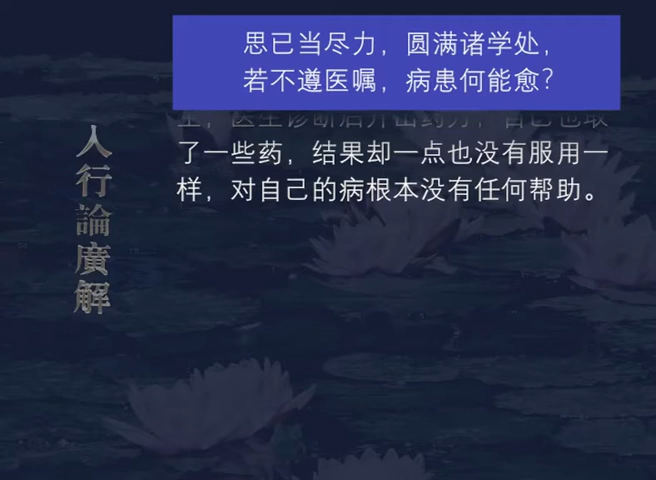 思已当尽力，圆满诸学处，
若不遵医嘱，病患何能愈？
了一些药，结果却一点也没有服用一
样，对自己的病根本没有任何帮助。
入行論廣解